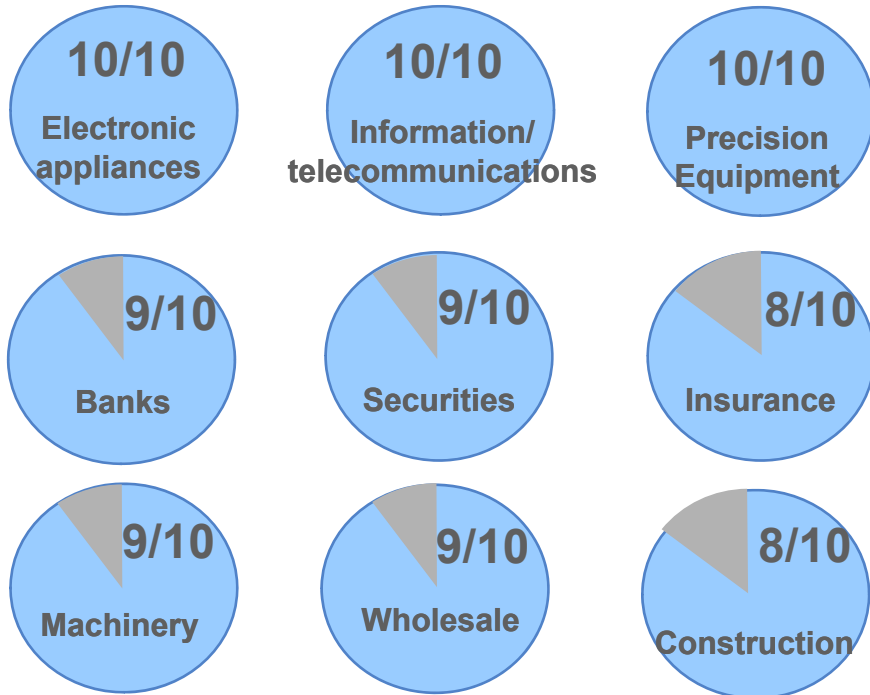 10/10
Electronic
appliances
10/10
Information/
telecommunications
10/10
Precision
Equipment
9/10
Banks
9/10
Securities
8/10
Insurance
9/10
Machinery
9/10
Wholesale
8/10
Construction